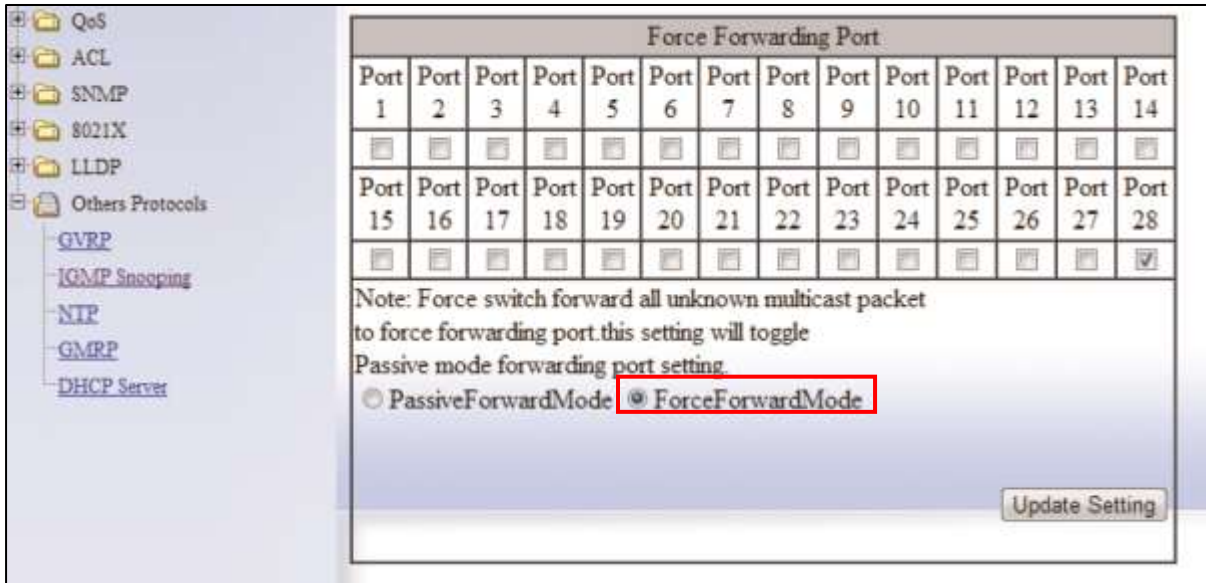 QoS
ACL
SNMP
8021X
LLDP
Others Protocols
GVRP
IGMP Snooping
NTP
GMRP
DHCP Server
Force Forwarding Port
Port Port Port Port Port Port Port Port Port Port Port Port Port Port
1 2 3 4 5 6 7 8 9 10 11 12 13 14
Port Port Port Port Port Port Port Port Port Port Port Port Port Port
15 16 17 18 19 20 21 22 23 24 25 26 27 28
Note: Force switch forward all unknown multicast packet
to force forwarding port.this setting will toggle
Passive mode forwarding port setting.
PassiveForwardMode ForceForwardMode
Update Setting